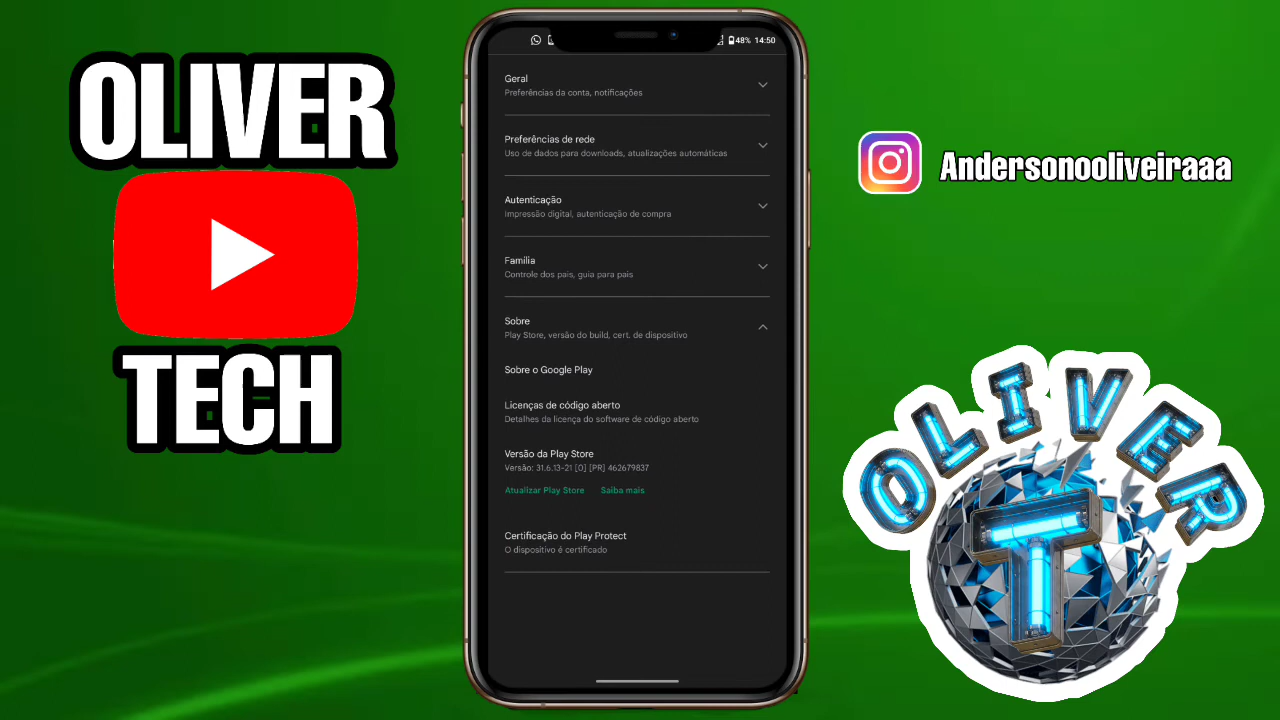 OLIVER
TECH
48% 14:50
Geral
Preferências da conta, notificações
Preferências de rede
Uso de dados para downloads, atualizações automáticas
Autenticação
Impressão digital, autenticação de compra
Família
Controle dos pais, guia para pais
Sobre
Play Store, versão do build, cert. de dispositivo
Sobre o Google Play
Licenças de código aberto
Detalhes da licença do software de código aberto
Versão da Play Store
Versão: 31.6.13-21 [0] [PR] 462679837
Atualizar Play Store Saiba mais
Certificação do Play Protect
O dispositivo é certificado
Andersonooliveiraaa
OLIVER
T